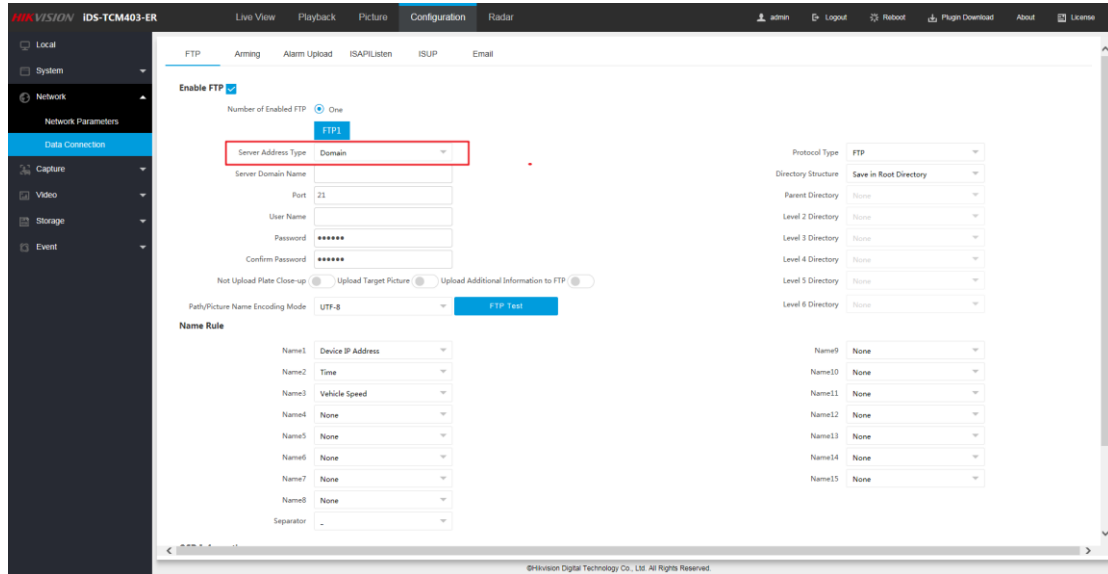 HIKVISION iDS-TCM403-ER Live View Playback Picture Configuration Radar admin Logout Reboot Plugin Download About License
Local
System
Network
Network Parameters
Data Connection
Capture
Video
Storage
Event
FTP Arming Alarm Upload ISAPIListen ISUP Email
Enable FTP
Number of Enabled FTP One
FTP1
Server Address Type Domain Protocol Type FTP
Server Domain Name Directory Structure Save in Root Directory
Port 21 Parent Directory None
User Name Level 2 Directory None
Password •••••• Level 3 Directory None
Confirm Password •••••• Level 4 Directory None
Not Upload Plate Close-up Upload Target Picture Upload Additional Information to FTP Level 5 Directory None
Path/Picture Name Encoding Mode UTF-8 FTP Test Level 6 Directory None
Name Rule
Name1 Device IP Address Name9 None
Name2 Time Name10 None
Name3 Vehicle Speed Name11 None
Name4 None Name12 None
Name5 None Name13 None
Name6 None Name14 None
Name7 None Name15 None
Name8 None
Separator _
©Hikvision Digital Technology Co., Ltd. All Rights Reserved.